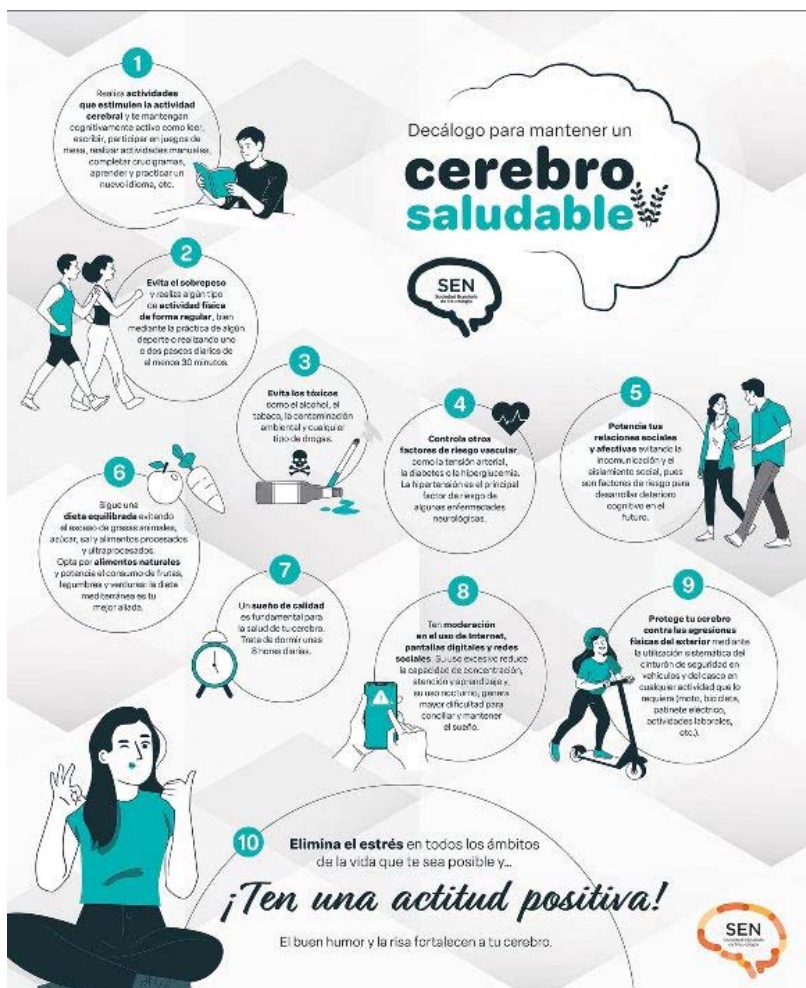 Decálogo para mantener un
cerebro
saludable
SEN
Sociedad Española
de Neurología
1
Realiza actividades
que estimulen la actividad
cerebral y te mantengan
cognitivamente activo como leer,
escribir, participar en juegos de
mesa, realizar actividades manuales,
completar crucigramas,
aprender y practicar un
nuevo idioma, etc.
2
Evita el sobrepeso
y realiza algún tipo
de actividad física
de forma regular, bien
mediante la práctica de algún
deporte o realizando uno
o dos paseos diarios de
al menos 30 minutos.
3
Evita los tóxicos
como el alcohol, el
tabaco, la contaminación
ambiental y cualquier
tipo de drogas.
4
Controla otros
factores de riesgo vascular
como la tensión arterial,
la diabetes o la hiperglucemia.
La hipertensión es el principal
factor de riesgo de
algunas enfermedades
neurológicas.
5
Potencia tus
relaciones sociales
y afectivas evitando la
incomunicación y el
aislamiento social, pues
son factores de riesgo para
desarrollar deterioro
cognitivo en el
futuro.
6
Sigue una
dieta equilibrada evitando
el exceso de grasas animales,
azúcar, sal y alimentos procesados
y ultraprocesados.
Opta por alimentos naturales
y potencia el consumo de frutas,
legumbres y verduras: la dieta
mediterránea es tu
mejor aliada.
7
Un sueño de calidad
es fundamental para
la salud de tu cerebro.
Trata de dormir unas
8 horas diarias.
8
Ten moderación
en el uso de Internet,
pantallas digitales y redes
sociales. Su uso excesivo reduce
la capacidad de concentración,
atención y aprendizaje y,
su uso nocturno, genera
mayor dificultad para
conciliar y mantener
el sueño.
9
Protege tu cerebro
contra las agresiones
físicas del exterior mediante
la utilización sistemática del
cinturón de seguridad en
vehículos y del casco en
cualquier actividad que lo
requiera (moto, bicicleta,
patinete eléctrico,
actividades laborales,
etc.).
10
Elimina el estrés en todos los ámbitos
de la vida que te sea posible y...
¡Ten una actitud positiva!
El buen humor y la risa fortalecen a tu cerebro.
SEN
Sociedad Española
de Neurología